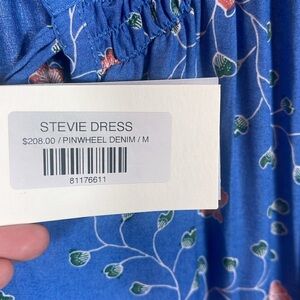 STEVIE DRESS
$208.00 / PINWHEEL DENIM / M
81176611